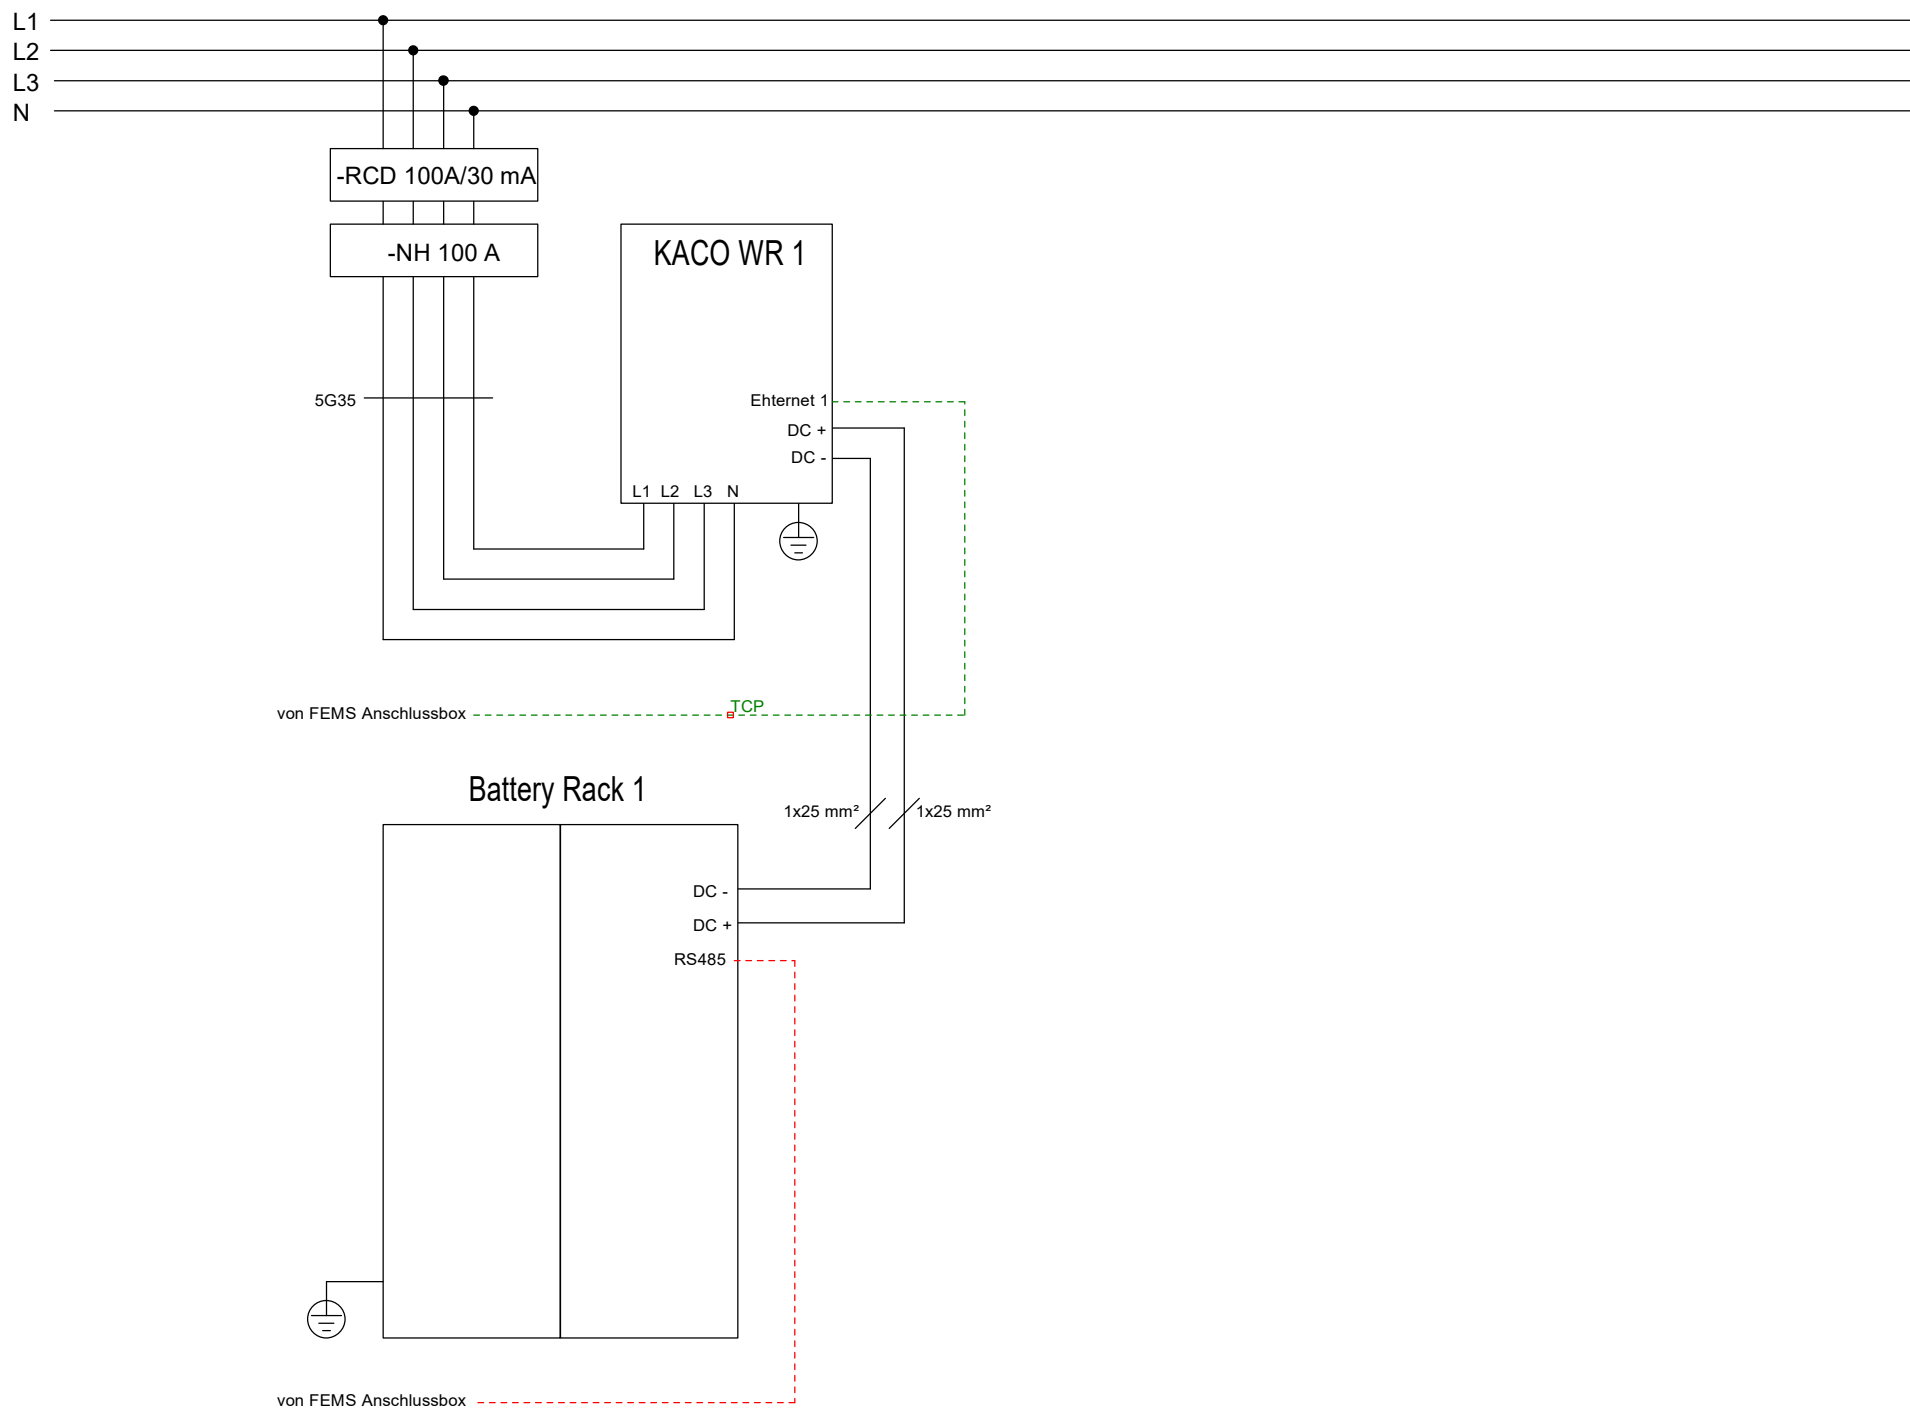 L1
L2
L3
N
-RCD 100A/30 mA
-NH 100 A
KACO WR 1
5G35
Ehternet 1
DC +
DC -
L1 L2 L3 N
TCP
von FEMS Anschlussbox
Battery Rack 1
1x25 mm² 1x25 mm²
DC -
DC +
RS485
von FEMS Anschlussbox